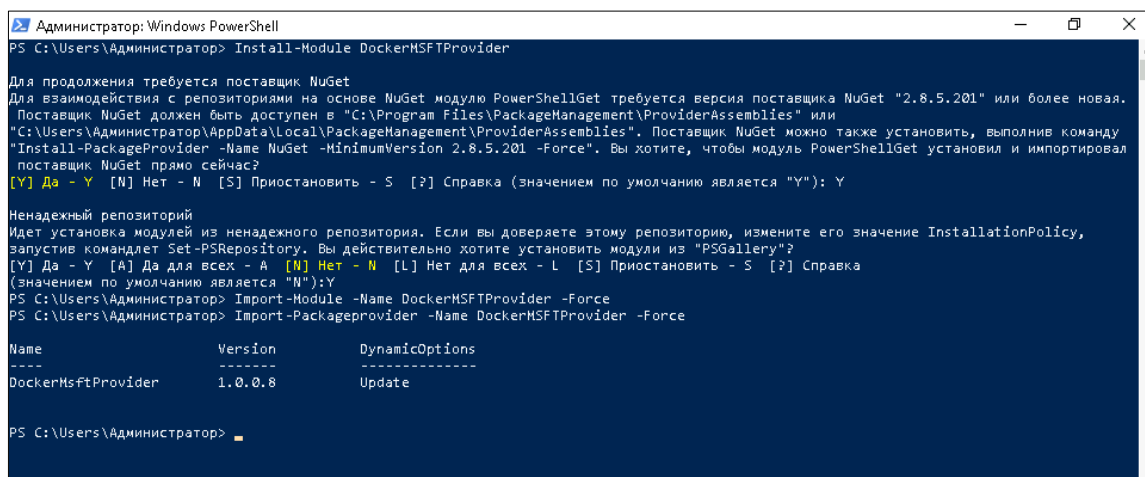 Администратор: Windows PowerShell
PS C:\Users\Администратор> Install-Module DockerMSFTProvider
Для продолжения требуется поставщик NuGet
Для взаимодействия с репозиториями на основе NuGet модулю PowerShellGet требуется версия поставщика NuGet "2.8.5.201" или более новая.
Поставщик NuGet должен быть доступен в "C:\Program Files\PackageManagement\ProviderAssemblies" или
"C:\Users\Администратор\AppData\Local\PackageManagement\ProviderAssemblies". Поставщик NuGet можно также установить, выполнив команду
"Install-PackageProvider -Name NuGet -MinimumVersion 2.8.5.201 -Force". Вы хотите, чтобы модуль PowerShellGet установил и импортировал
поставщик NuGet прямо сейчас?
[Y] Да - Y  [N] Нет - N  [S] Приостановить - S  [?] Справка (значением по умолчанию является "Y"): Y
Ненадежный репозиторий
Идет установка модулей из ненадежного репозитория. Если вы доверяете этому репозиторию, измените его значение InstallationPolicy,
запустив командлет Set-PSRepository. Вы действительно хотите установить модули из "PSGallery"?
[Y] Да - Y  [A] Да для всех - A  [N] Нет - N  [L] Нет для всех - L  [S] Приостановить - S  [?] Справка
(значением по умолчанию является "N"):Y
PS C:\Users\Администратор> Import-Module -Name DockerMSFTProvider -Force
PS C:\Users\Администратор> Import-Packageprovider -Name DockerMSFTProvider -Force
Name Version DynamicOptions
---- ------- --------------
DockerMsftProvider 1.0.0.8 Update
PS C:\Users\Администратор>